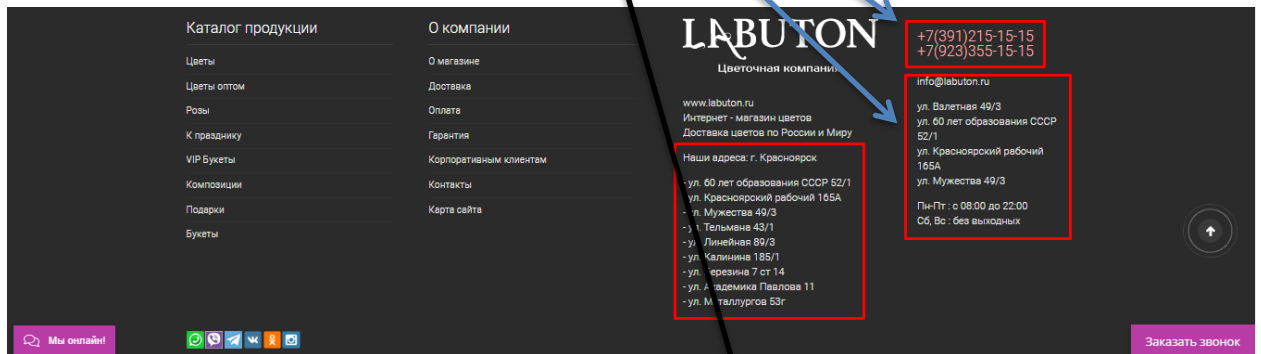 Каталог продукции
Цветы
Цветы оптом
Розы
К празднику
VIP Букеты
Композиции
Подарки
Букеты
О компании
О магазине
Доставка
Оплата
Гарантия
Корпоративным клиентам
Контакты
Карта сайта
LABUTON
Цветочная компания
www.labuton.ru
Интернет - магазин цветов
Доставка цветов по России и Миру
Наши адреса: г. Красноярск
- ул. 60 лет образования СССР 52/1
- ул. Красноярский рабочий 165А
- ул. Мужества 49/3
- ул. Тельмана 43/1
- ул. Линейная 89/3
- ул. Калинина 185/1
- ул. Березина 7 ст 14
- ул. Академика Павлова 11
- ул. Металлургов 53г
+7(391)215-15-15
+7(923)355-15-15
info@labuton.ru
ул. Взлетная 49/3
ул. 60 лет образования СССР
52/1
ул. Красноярский рабочий
165А
ул. Мужества 49/3
Пн-Пт : с 08:00 до 22:00
Сб, Вс : без выходных
Мы онлайн!
Заказать звонок